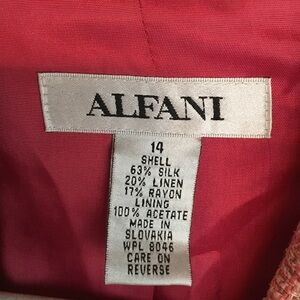 ALFANI
14
SHELL
63% SILK
20% LINEN
17% RAYON
LINING
100% ACETATE
MADE IN
SLOVAKIA
WPL 8046
CARE ON
REVERSE